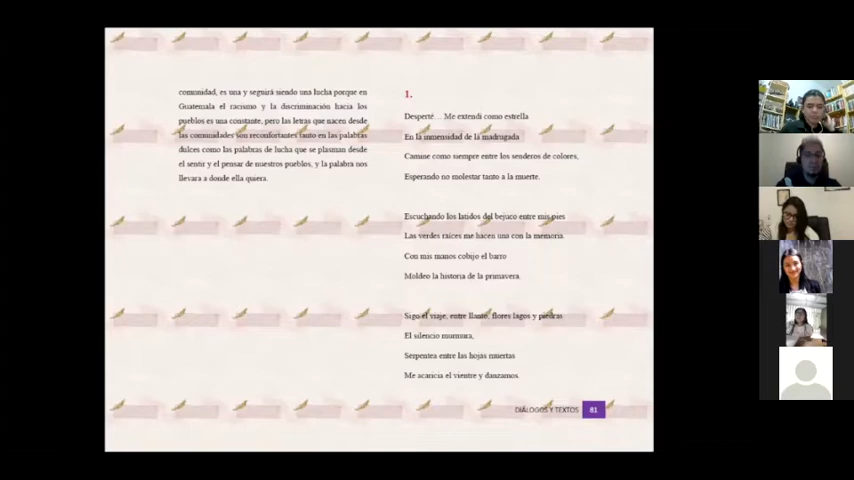 comunidad, es una y seguirá siendo una lucha porque en
Guatemala el racismo y la discriminación hacia los
pueblos es una constante, pero las letras que nacen desde
las comunidades son reconfortantes tanto en las palabras
dulces como las palabras de lucha que se plasman desde
el sentir y el pensar de nuestros pueblos, y la palabra nos
llevara a donde ella quiera.
1.
Desperté… Me extendí como estrella
En la inmensidad de la madrugada
Camine como siempre entre los senderos de colores,
Esperando no molestar tanto a la muerte.
Escuchando los latidos del bejuco entre mis pies
Las verdes raíces me hacen una con la memoria.
Con mis manos cobijo el barro
Moldeo la historia de la primavera.
Sigo el viaje, entre llanto, flores lagos y piedras
El silencio murmura,
Serpentea entre las hojas muertas
Me acaricia el vientre y danzamos.
DIÁLOGOS Y TEXTOS 81